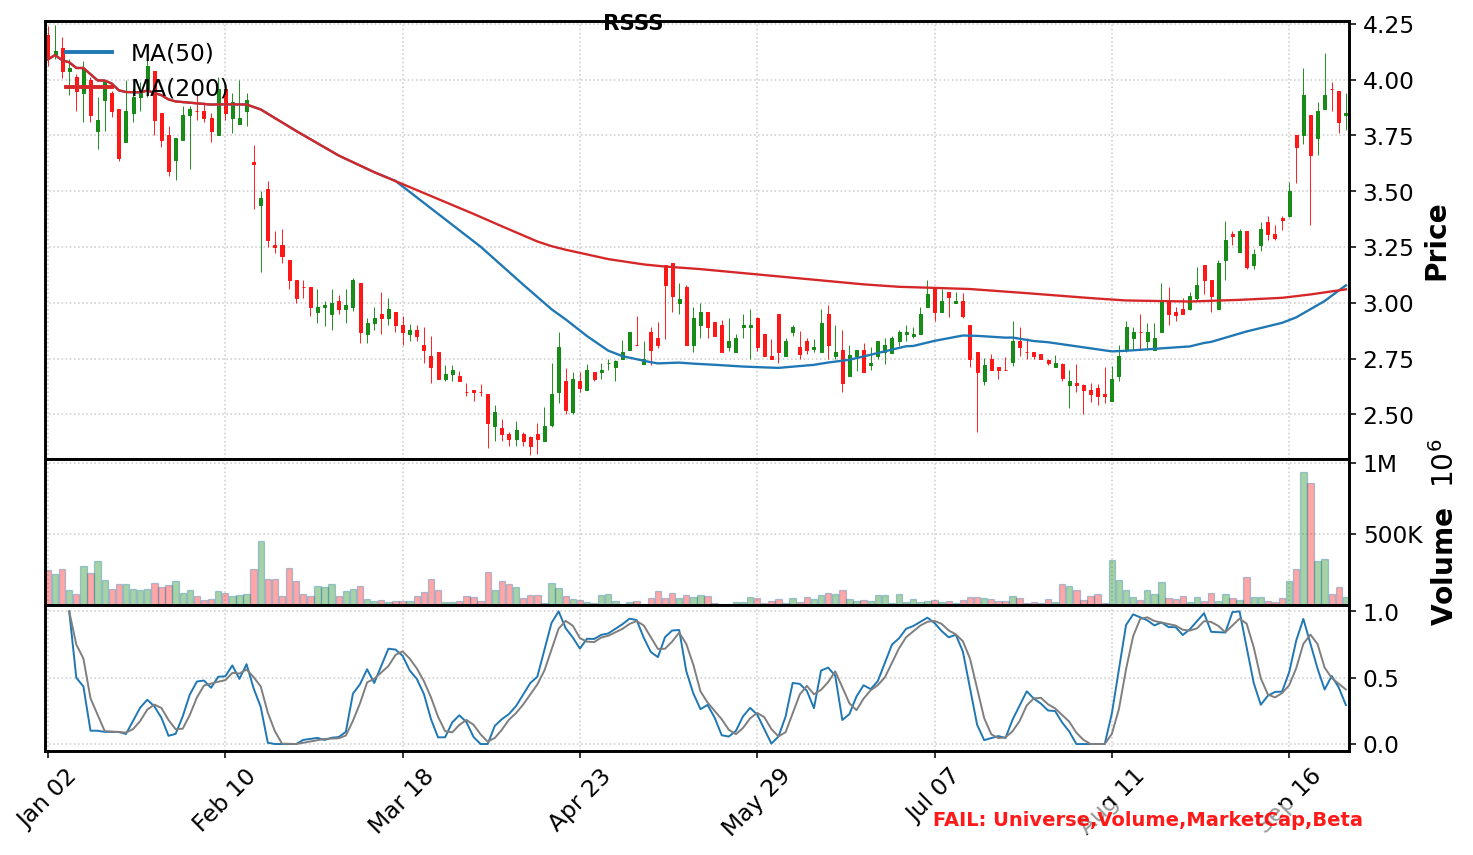 RSSS
MA(50)
MA(200)
4.25
4.00
3.75
3.50
3.25
3.00
2.75
2.50
Price
1M
500K
Volume 10^6
1.0
0.5
0.0
Jan 02
Feb 10
Mar 18
Apr 23
May 29
Jul 07
Aug 11
Sep 16
FAIL: Universe,Volume,MarketCap,Beta